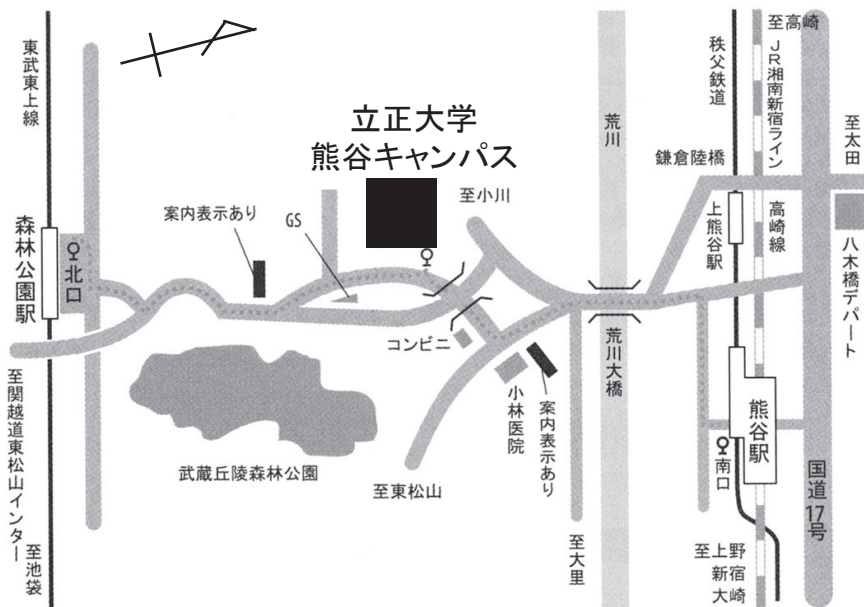 東武東上線
至高崎
秩父鉄道
JR湘南新宿ライン
至太田
立正大学
熊谷キャンパス
荒川
鎌倉陸橋
至小川
案内表示あり
GS
上熊谷駅
高崎線
八木橋デパート
森林公園駅
北口
コンビニ
荒川大橋
小林医院
案内表示あり
熊谷駅
南口
武蔵丘陵森林公園
至東松山
国道17号
至関越道東松山インター
至池袋
至大里
至上野
新宿
大崎